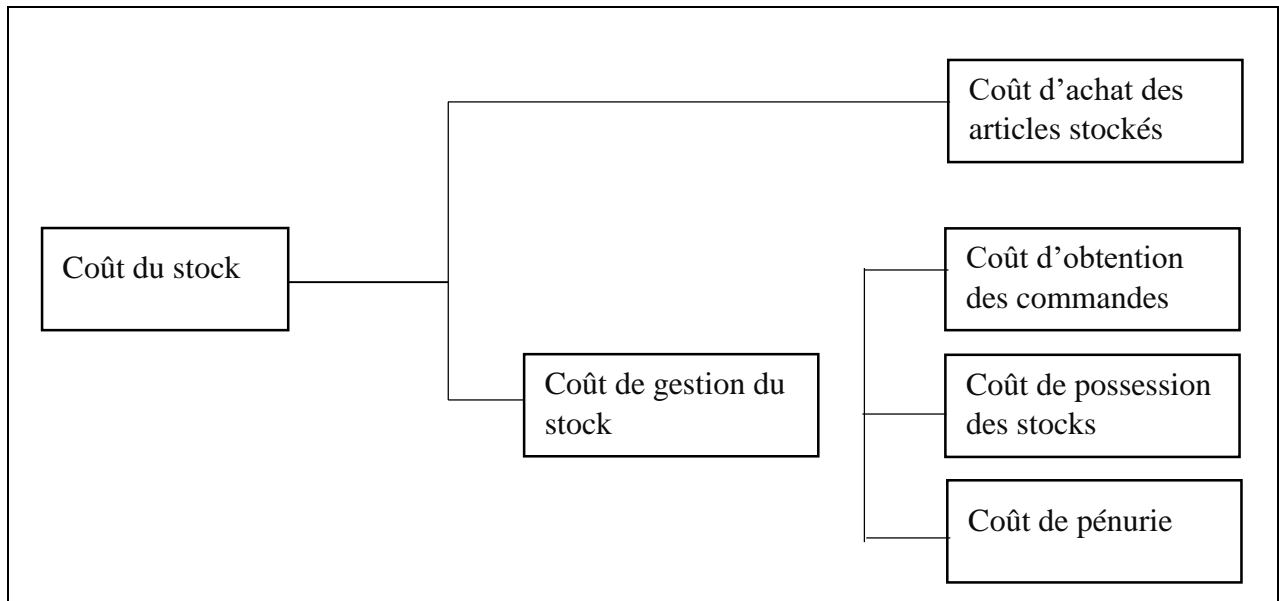 Coût d’achat des
articles stockés
Coût du stock
Coût d’obtention
des commandes
Coût de gestion du
stock
Coût de possession
des stocks
Coût de pénurie